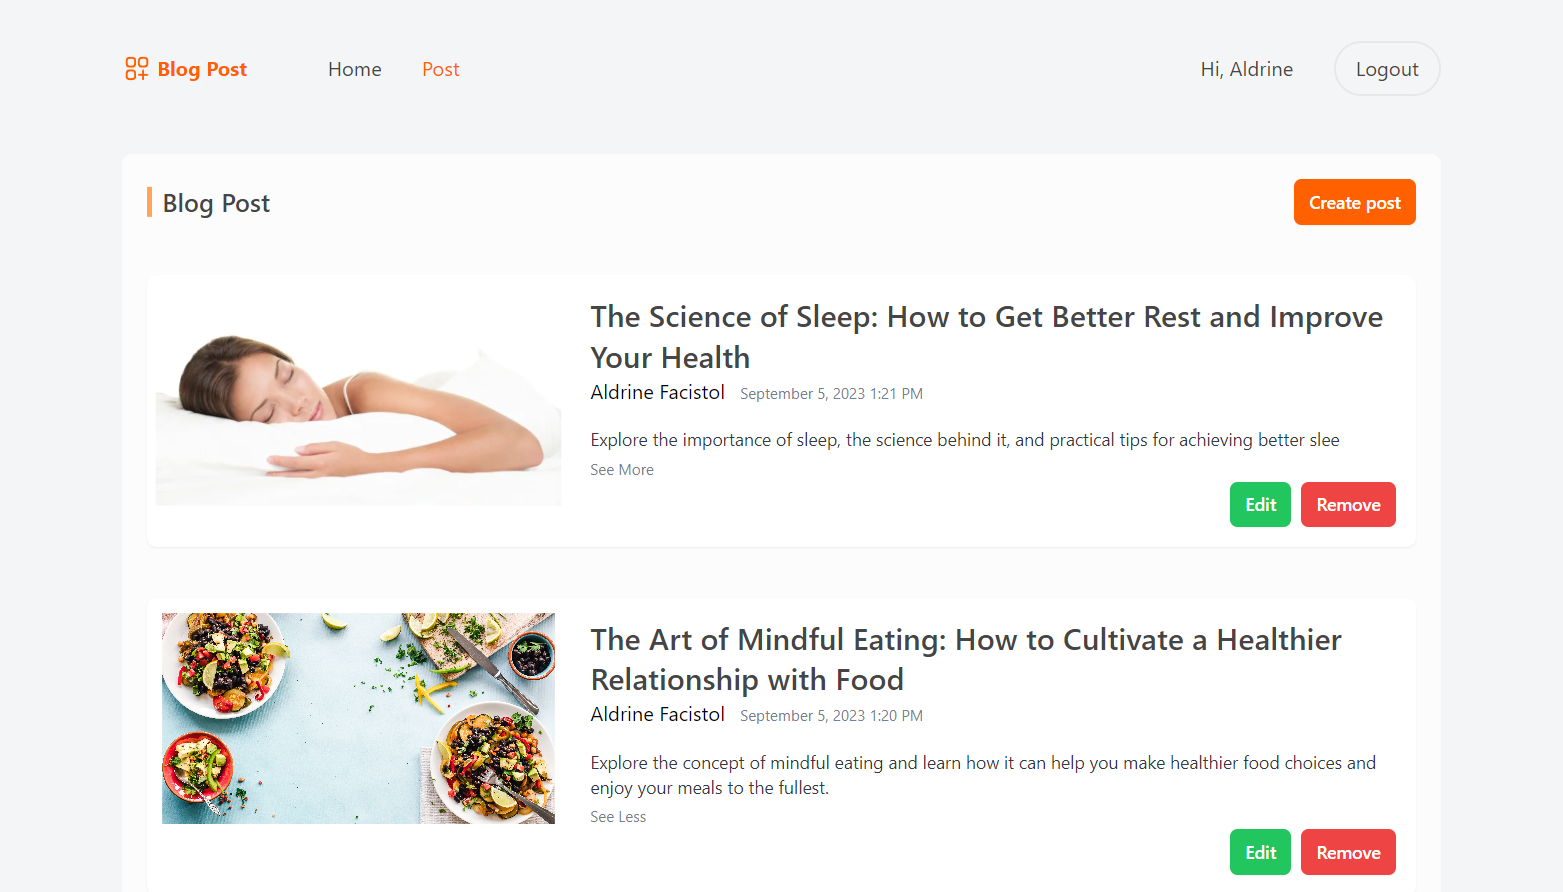 Blog Post
Home
Post
Hi, Aldrine
Logout
Blog Post
Create post
The Science of Sleep: How to Get Better Rest and Improve
Your Health
Aldrine Facistol
September 5, 2023 1:21 PM
Explore the importance of sleep, the science behind it, and practical tips for achieving better slee
See More
Edit
Remove
The Art of Mindful Eating: How to Cultivate a Healthier
Relationship with Food
Aldrine Facistol
September 5, 2023 1:20 PM
Explore the concept of mindful eating and learn how it can help you make healthier food choices and
enjoy your meals to the fullest.
See Less
Edit
Remove